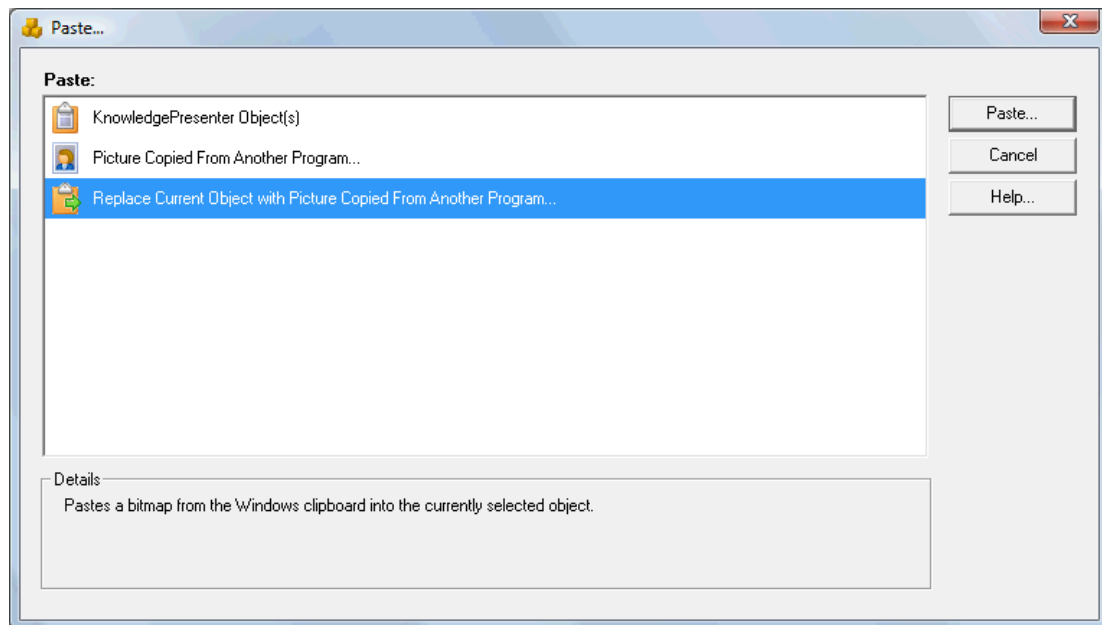 Paste...
Paste:
KnowledgePresenter Object(s)
Paste...
Picture Copied From Another Program...
Cancel
Replace Current Object with Picture Copied From Another Program...
Help...
Details
Pastes a bitmap from the Windows clipboard into the currently selected object.